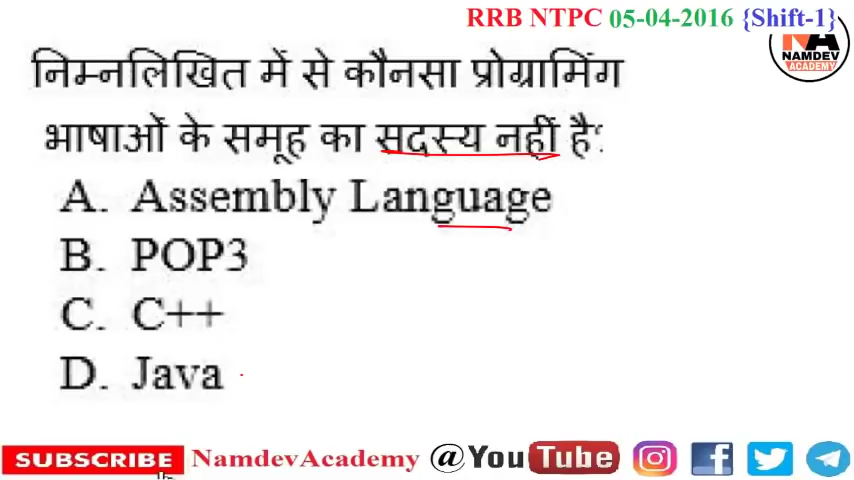 RRB NTPC 05-04-2016 {Shift-1}
NA
NAMDEV
ACADEMY
निम्नलिखित में से कौनसा प्रोग्रामिंग
भाषाओं के समूह का सदस्य नहीं है?
A. Assembly Language
B. POP3
C. C++
D. Java
SUBSCRIBE NamdevAcademy @YouTube